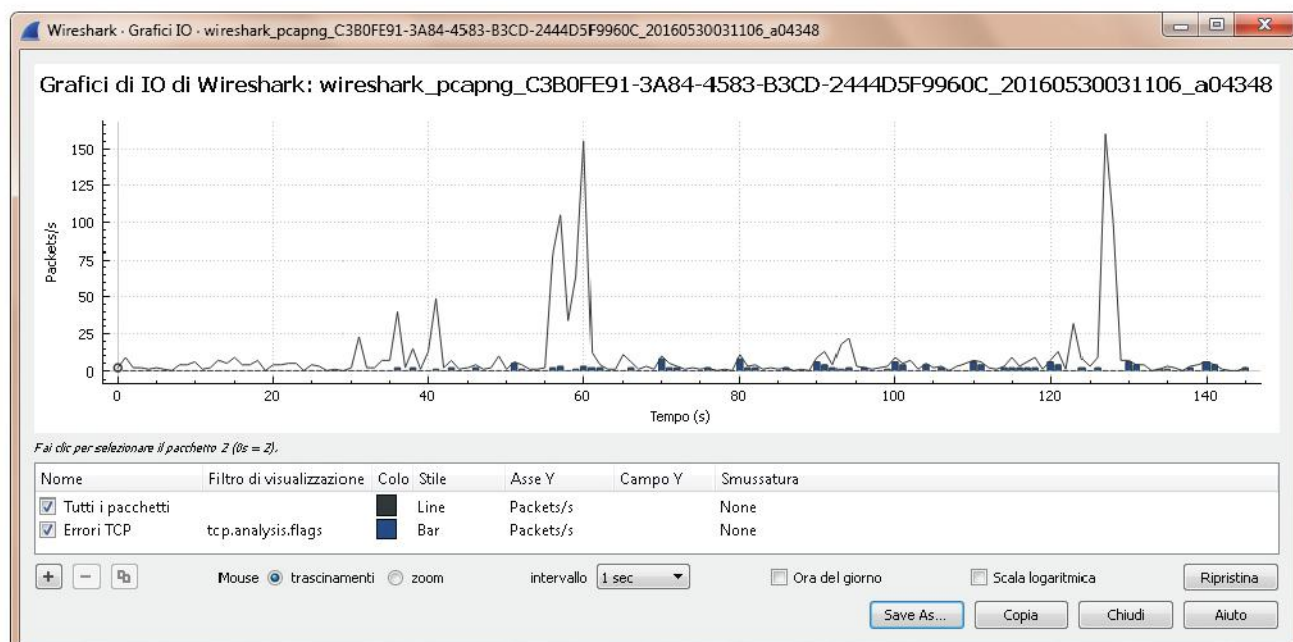 Wireshark · Grafici IO · wireshark_pcapng_C3B0FE91-3A84-4583-B3CD-2444D5F9960C_20160530031106_a04348
Grafici di IO di Wireshark: wireshark_pcapng_C3B0FE91-3A84-4583-B3CD-2444D5F9960C_20160530031106_a04348
150
125
100
75
50
25
0
Packets/s
0 20 40 60 80 100 120 140
Tempo (s)
Fai clic per selezionare il pacchetto 2 (0s = 2).
Nome Filtro di visualizzazione Colo Stile Asse Y Campo Y Smussatura
Tutti i pacchetti Line Packets/s None
Errori TCP tcp.analysis.flags Bar Packets/s None
Mouse trascinamenti zoom intervallo 1 sec Ora del giorno Scala logaritmica Ripristina
Save As... Copia Chiudi Aiuto